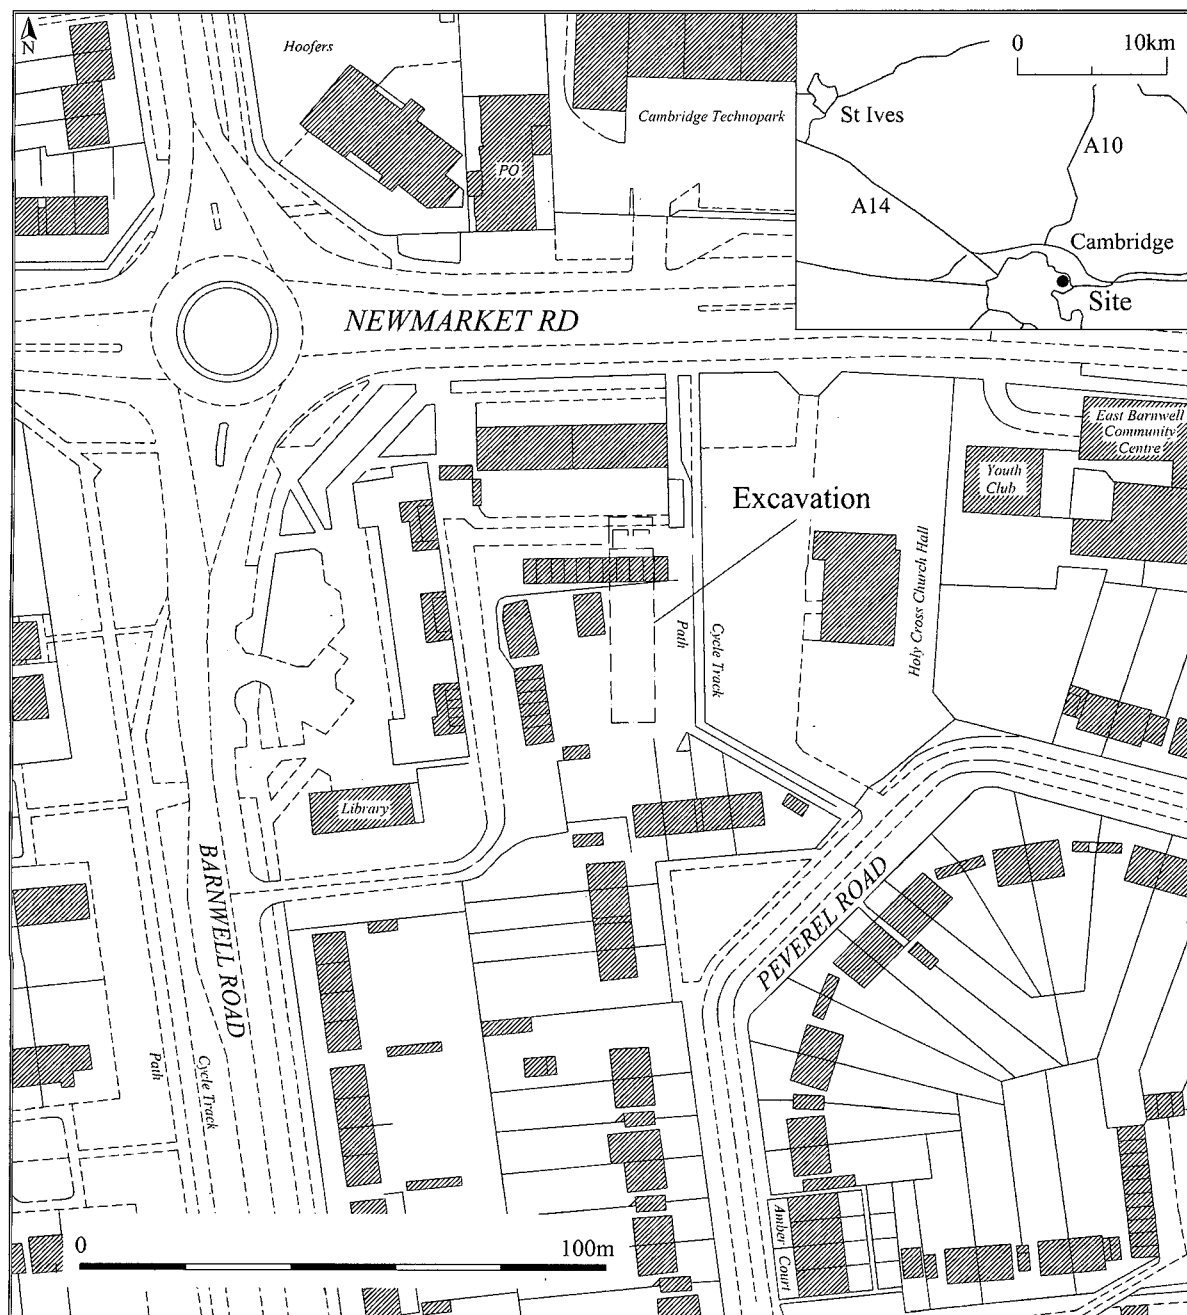 N
Hoofers
Cambridge Technopark
PO
0 10km
St Ives
A10
A14
Cambridge
Site
NEWMARKET RD
East Barnwell
Community
Centre
Youth
Club
Excavation
Holy Cross Church Hall
Path
Cycle Track
Library
BARNWELL ROAD
PEVEREL ROAD
Path
Cycle Track
Amber Court
0 100m